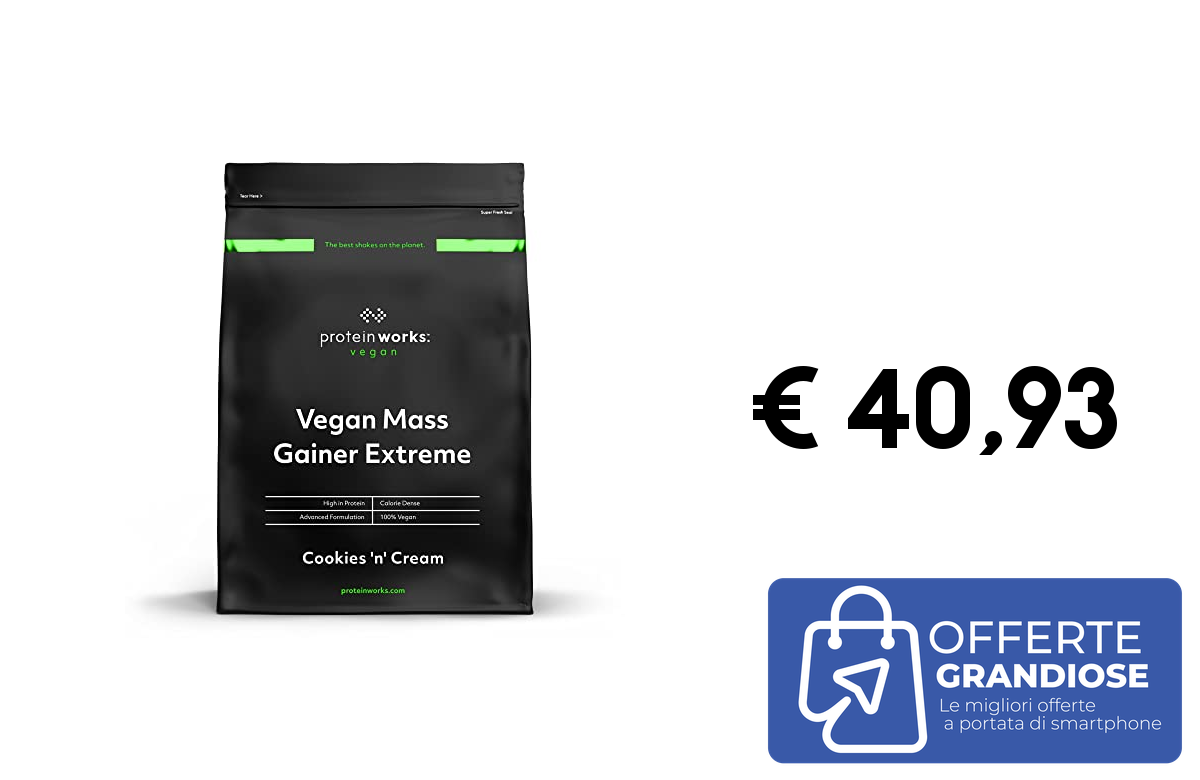 Tear Here >
Super Fresh Seal
The best shakes on the planet.
proteinworks:
vegan
Vegan Mass
Gainer Extreme
High in Protein Calorie Dense
Advanced Formulation 100% Vegan
Cookies 'n' Cream
proteinworks.com
€ 40,93
OFFERTE
GRANDIOSE
Le migliori offerte
a portata di smartphone